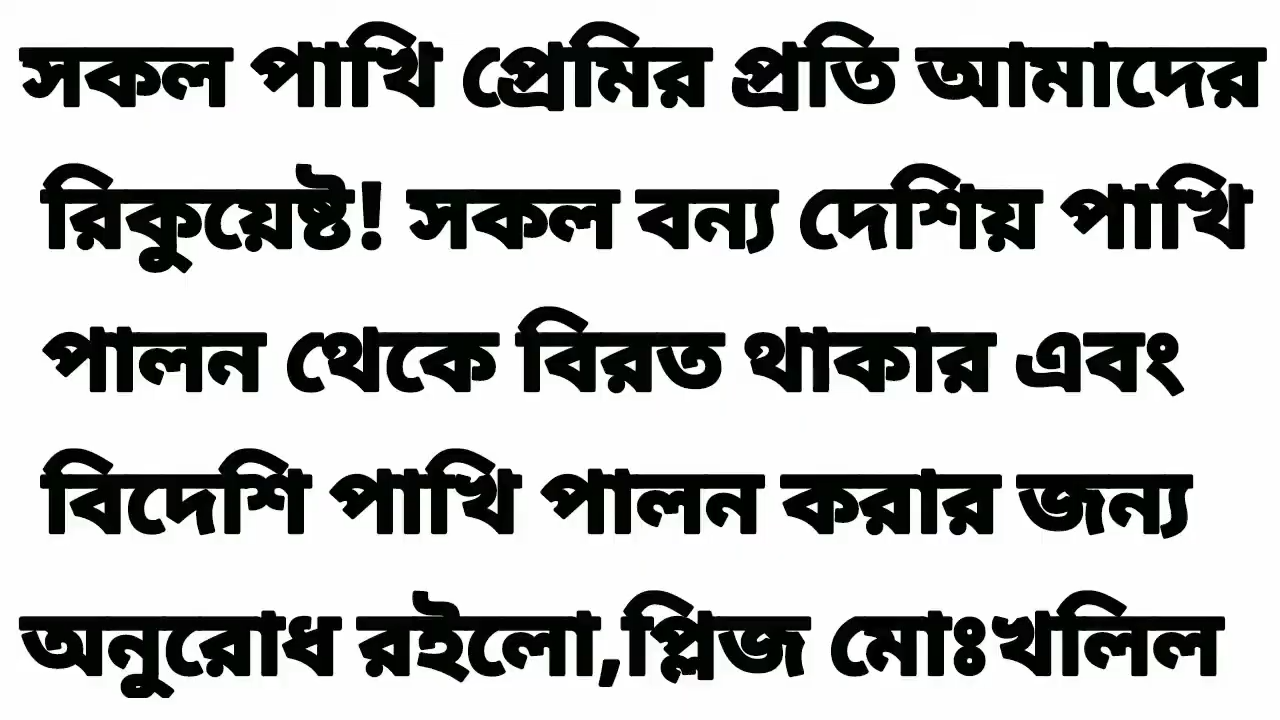 সকল পাখি প্রেমির প্রতি আমাদের
রিকুয়েষ্ট! সকল বন্য দেশিয় পাখি
পালন থেকে বিরত থাকার এবং
বিদেশি পাখি পালন করার জন্য
অনুরোধ রইলো,প্লিজ মোঃখলিল